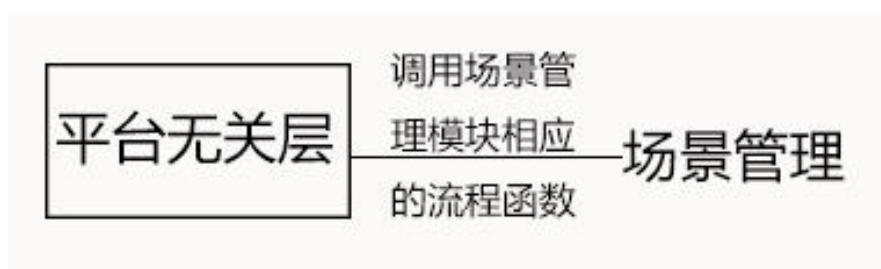 平台无关层
调用场景管
理模块相应
的流程函数
场景管理